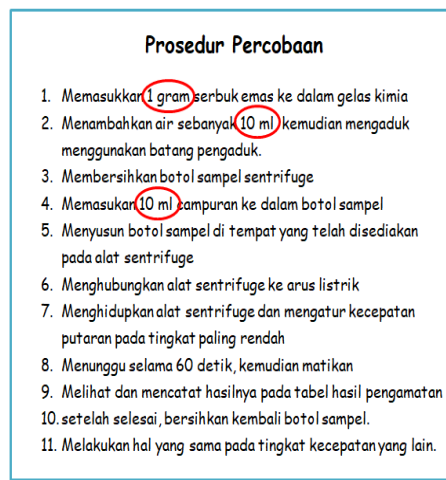 Prosedur Percobaan
1. Memasukkan 1 gram serbuk emas ke dalam gelas kimia
2. Menambahkan air sebanyak 10 ml kemudian mengaduk
menggunakan batang pengaduk.
3. Membersihkan botol sampel sentrifuge
4. Memasukan 10 ml campuran ke dalam botol sampel
5. Menyusun botol sampel di tempat yang telah disediakan
pada alat sentrifuge
6. Menghubungkan alat sentrifuge ke arus listrik
7. Menghidupkan alat sentrifuge dan mengatur kecepatan
putaran pada tingkat paling rendah
8. Menunggu selama 60 detik, kemudian matikan
9. Melihat dan mencatat hasilnya pada tabel hasil pengamatan
10. setelah selesai, bersihkan kembali botol sampel.
11. Melakukan hal yang sama pada tingkat kecepatan yang lain.